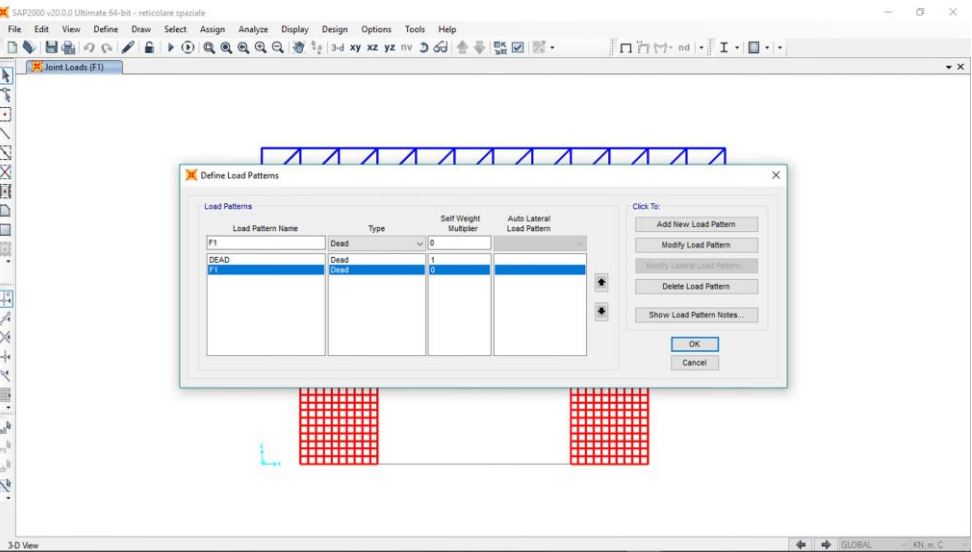 SAP2000 v20.0.0 Ultimate 64-bit - reticolare spaziale
File Edit View Define Draw Select Assign Analyze Display Design Options Tools Help
3-d xy xz yz nv nd
Joint Loads (F1)
Define Load Patterns
Load Patterns
Click To:
Self Weight Auto Lateral
Load Pattern Name Type Multiplier Load Pattern
F1 Dead 0
DEAD Dead 1
F1 Dead 0
Add New Load Pattern
Modify Load Pattern
Modify Lateral Load Pattern...
Delete Load Pattern
Show Load Pattern Notes...
OK
Cancel
Z
X
3-D View
GLOBAL KN, m, C